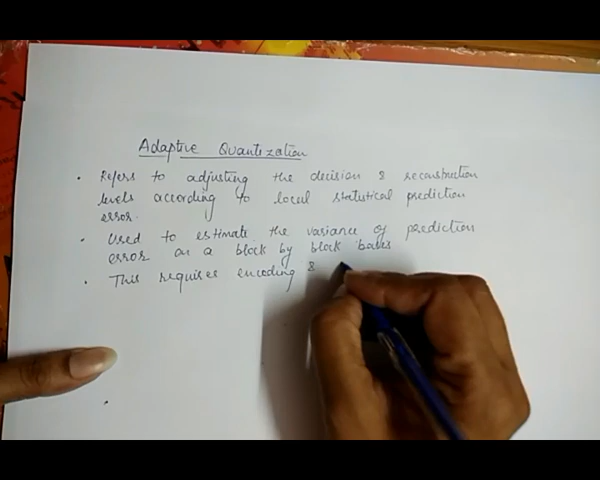 Adaptive Quantization
• Refers to adjusting the decision & reconstruction
levels according to local statistical prediction
error.
• Used to estimate the variance of prediction
error on a block by block basis
• This requires encoding &